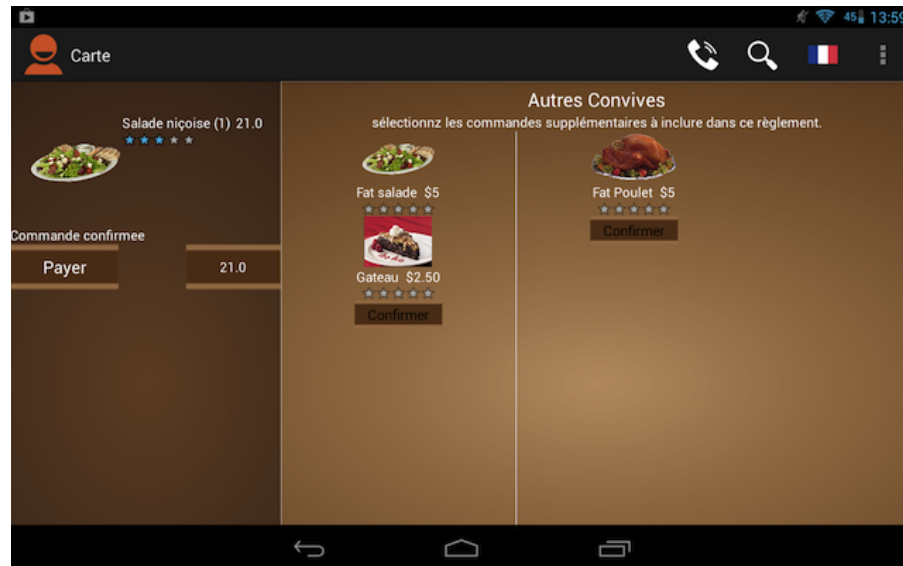 45 13:59
Carte
Salade niçoise (1) 21.0
Commande confirmee
Payer 21.0
Autres Convives
sélectionnz les commandes supplémentaires à inclure dans ce règlement.
Fat salade $5
Gateau $2.50
Confirmer
Fat Poulet $5
Confirmer